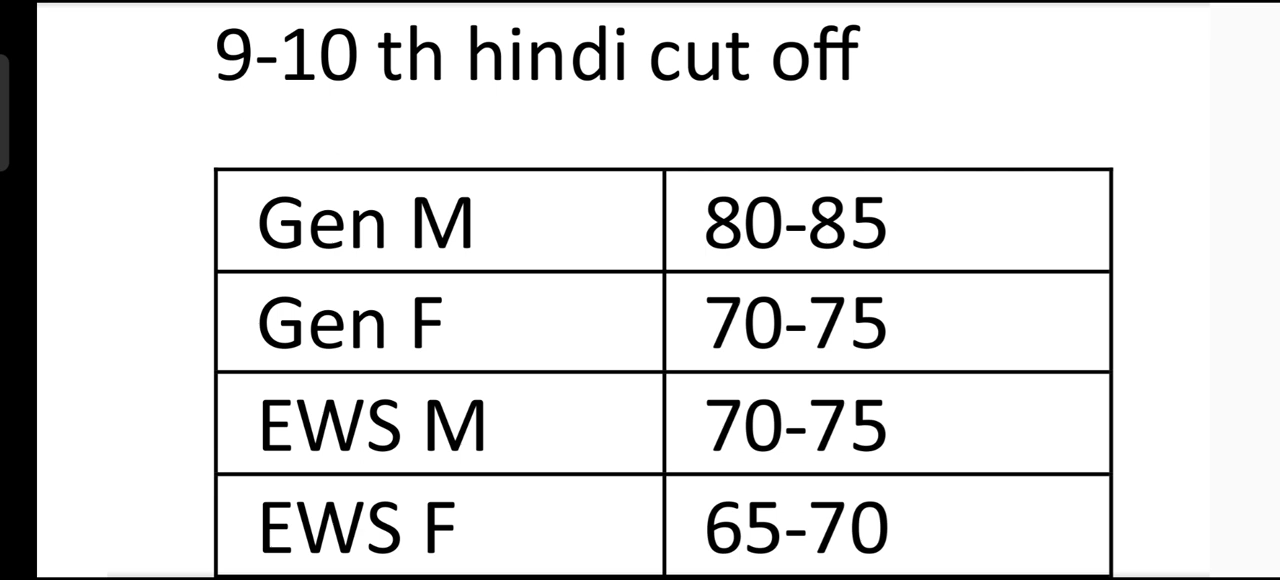 9-10 th hindi cut off
Gen M 80-85
Gen F 70-75
EWS M 70-75
EWS F 65-70